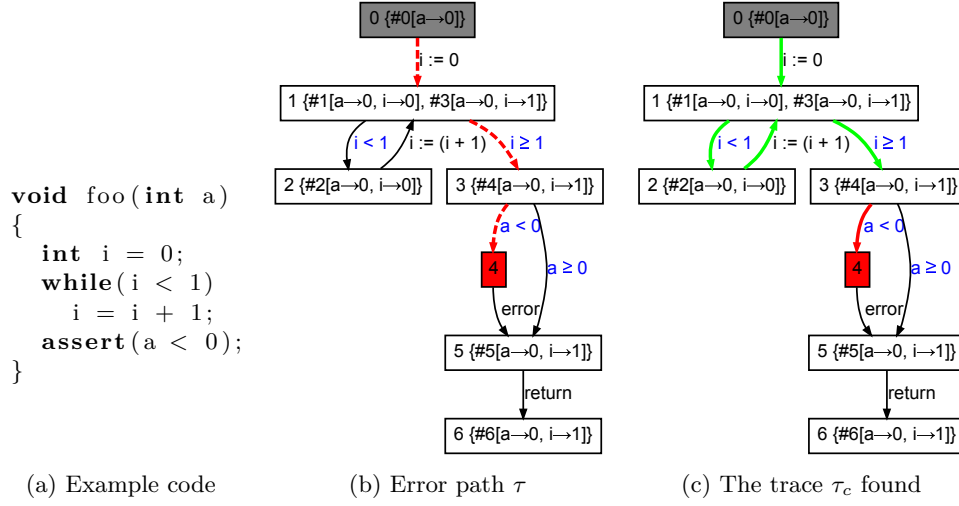 void foo(int a)
{
int i = 0;
while(i < 1)
i = i + 1;
assert(a < 0);
}
(a) Example code
0 {#0[a→0]}
i := 0
1 {#1[a→0, i→0], #3[a→0, i→1]}
i < 1
i := (i + 1)
i ≥ 1
2 {#2[a→0, i→0]}
3 {#4[a→0, i→1]}
a < 0
4
a ≥ 0
error
5 {#5[a→0, i→1]}
return
6 {#6[a→0, i→1]}
(b) Error path τ
0 {#0[a→0]}
i := 0
1 {#1[a→0, i→0], #3[a→0, i→1]}
i < 1
i := (i + 1)
i ≥ 1
2 {#2[a→0, i→0]}
3 {#4[a→0, i→1]}
a < 0
4
a ≥ 0
error
5 {#5[a→0, i→1]}
return
6 {#6[a→0, i→1]}
(c) The trace τc found